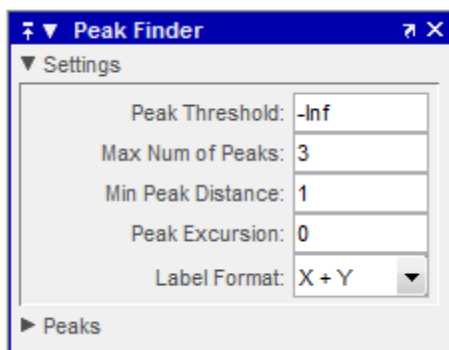 Peak Finder
Settings
Peak Threshold: -Inf
Max Num of Peaks: 3
Min Peak Distance: 1
Peak Excursion: 0
Label Format: X + Y
Peaks